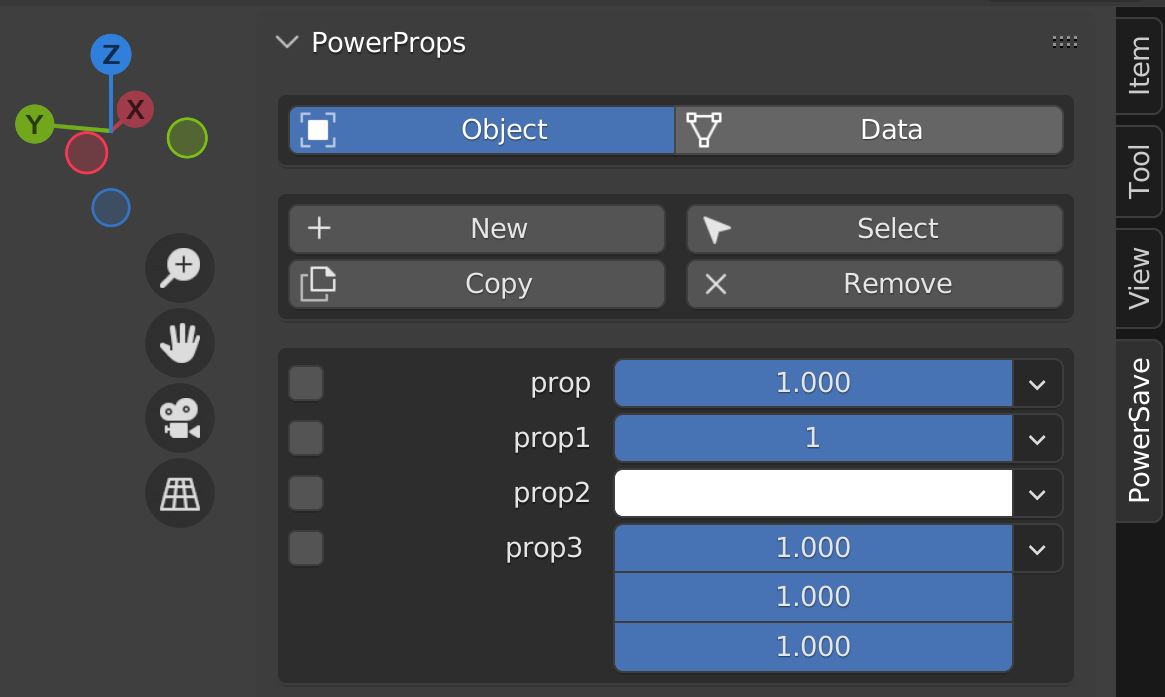 PowerProps
Z
X
Y
Object
Data
New
Select
Copy
Remove
prop
1.000
prop1
1
prop2
prop3
1.000
1.000
1.000
Item
Tool
View
PowerSave